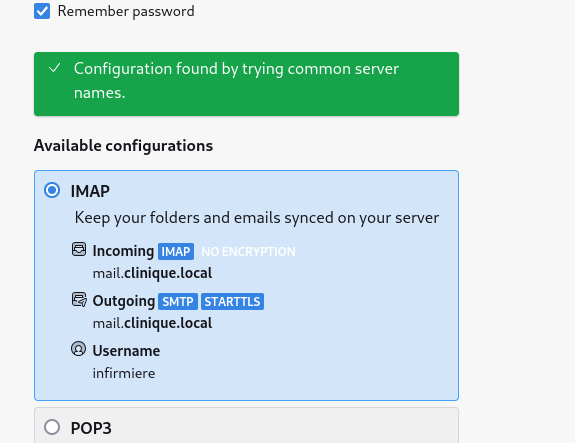 Remember password
Configuration found by trying common server
names.
Available configurations
IMAP
Keep your folders and emails synced on your server
Incoming IMAP NO ENCRYPTION
mail.clinique.local
Outgoing SMTP STARTTLS
mail.clinique.local
Username
infirmiere
POP3